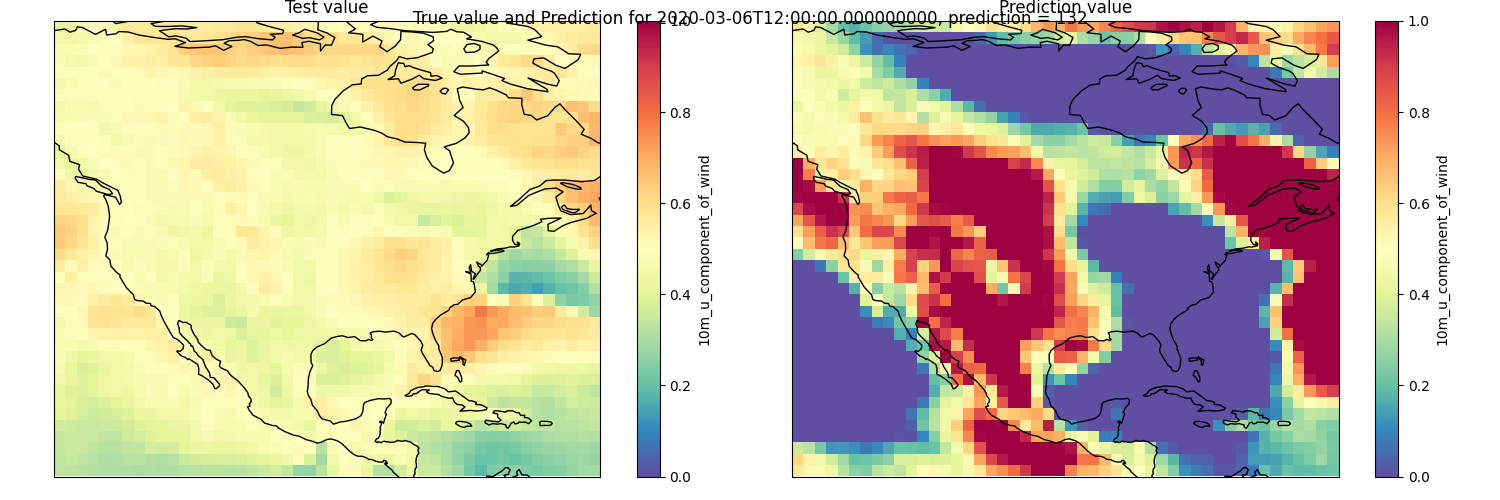 Test value
True value and Prediction for 2020-03-06T12:00:00.000000000, prediction = 132
Prediction value
1.0
0.8
0.6
0.4
0.2
0.0
10m_u_component_of_wind
1.0
0.8
0.6
0.4
0.2
0.0
10m_u_component_of_wind